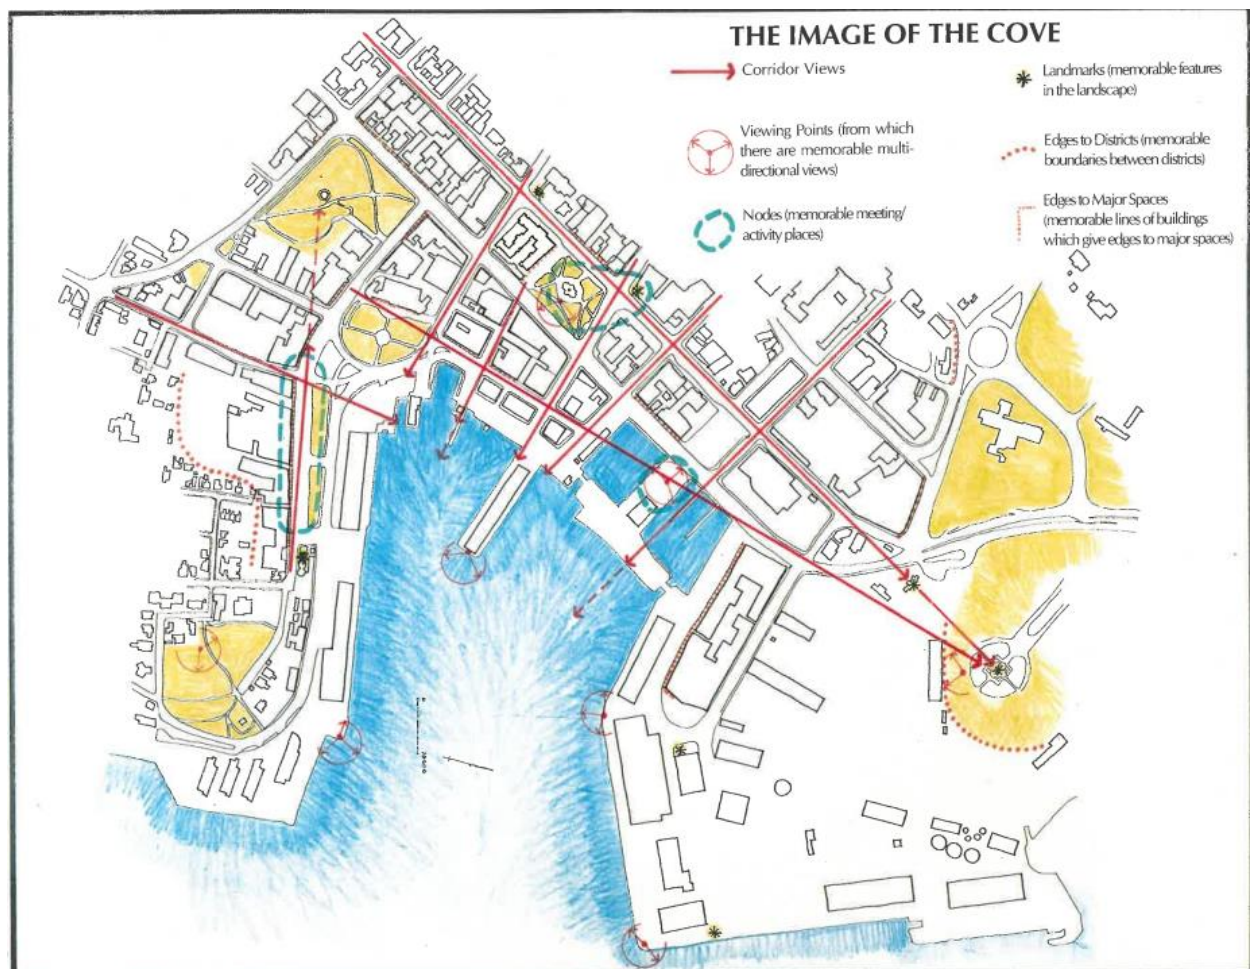 THE IMAGE OF THE COVE
Corridor Views
Viewing Points (from which
there are memorable multi-
directional views)
Nodes (memorable meeting/
activity places)
Landmarks (memorable features
in the landscape)
Edges to Districts (memorable
boundaries between districts)
Edges to Major Spaces
(memorable lines of buildings
which give edges to major spaces)